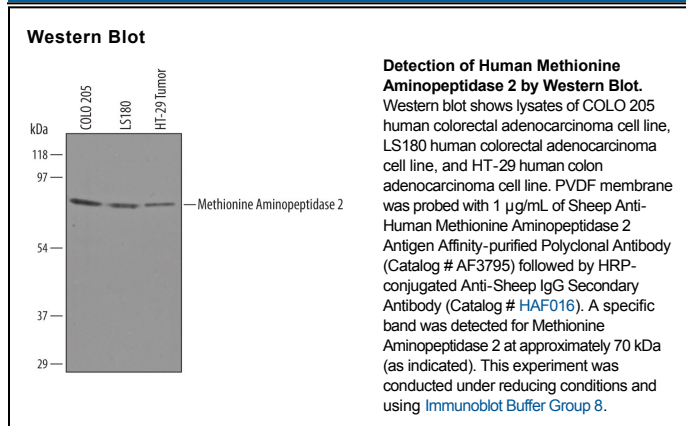 Western Blot
COLO 205
LS180
HT-29 Tumor
kDa
118
97
Methionine Aminopeptidase 2
54
37
29
Detection of Human Methionine
Aminopeptidase 2 by Western Blot.
Western blot shows lysates of COLO 205
human colorectal adenocarcinoma cell line,
LS180 human colorectal adenocarcinoma
cell line, and HT-29 human colon
adenocarcinoma cell line. PVDF membrane
was probed with 1 µg/mL of Sheep Anti-
Human Methionine Aminopeptidase 2
Antigen Affinity-purified Polyclonal Antibody
(Catalog # AF3795) followed by HRP-
conjugated Anti-Sheep IgG Secondary
Antibody (Catalog # HAF016). A specific
band was detected for Methionine
Aminopeptidase 2 at approximately 70 kDa
(as indicated). This experiment was
conducted under reducing conditions and
using Immunoblot Buffer Group 8.